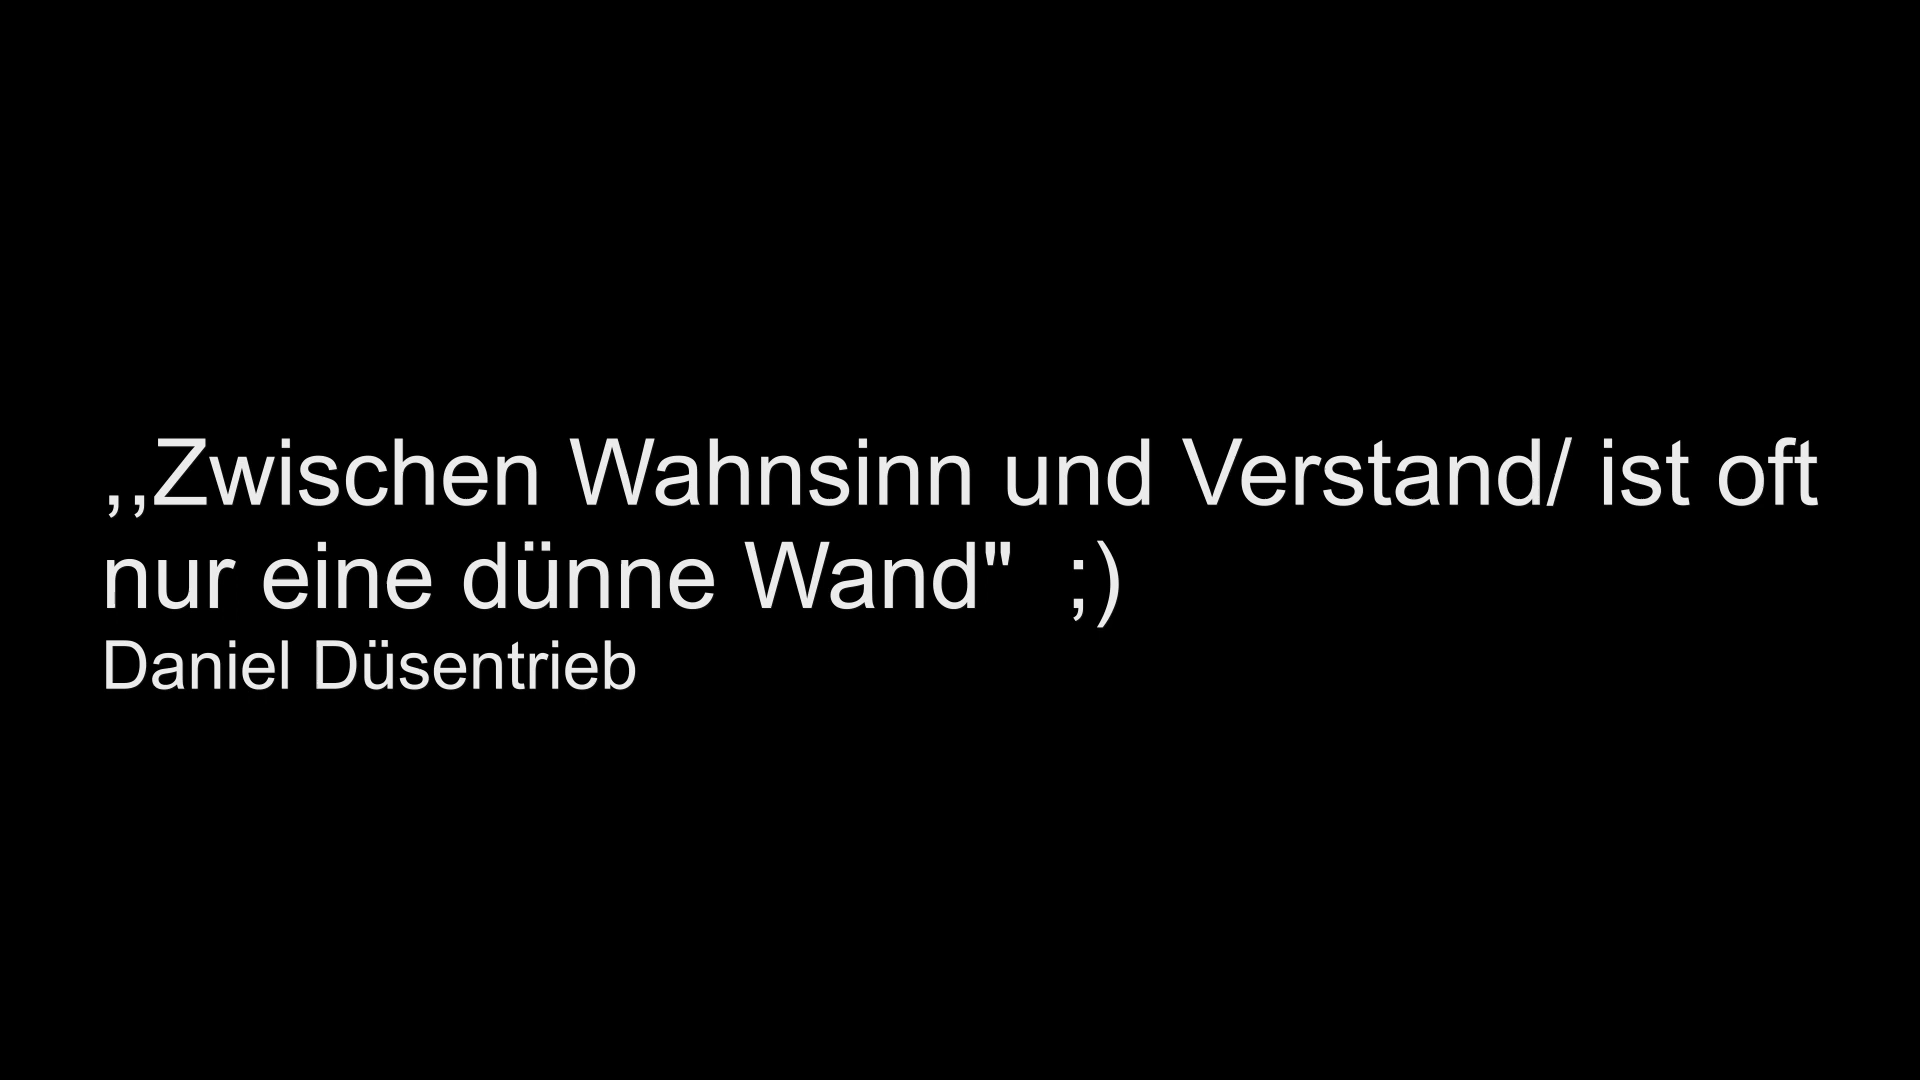 ,,Zwischen Wahnsinn und Verstand/ ist oft
nur eine dünne Wand"  ;)
Daniel Düsentrieb